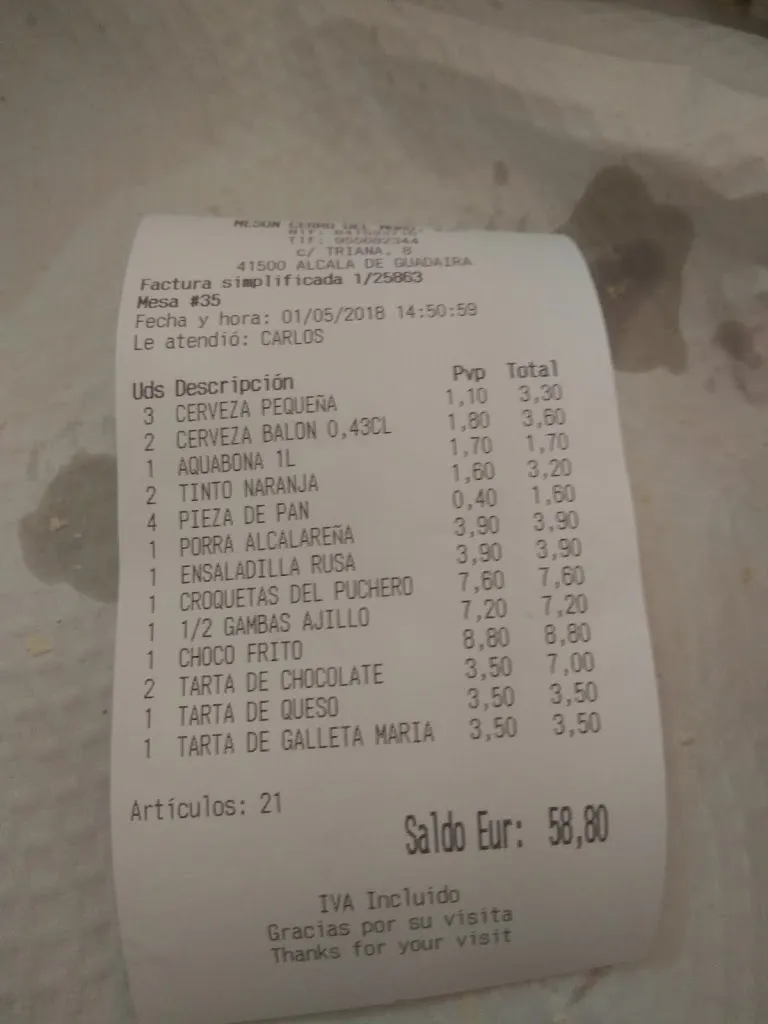 MESON CERRO DEL MORO
NIF:
Tlf: 955682344
c/ TRIANA, 8
41500 ALCALA DE GUADAIRA
Factura simplificada 1/25863
Mesa #35
Fecha y hora: 01/05/2018 14:50:59
Le atendió: CARLOS
Uds Descripción Pvp Total
3 CERVEZA PEQUEÑA 1,10 3,30
2 CERVEZA BALON 0,43CL 1,80 3,60
1 AQUABONA 1L 1,70 1,70
2 TINTO NARANJA 1,60 3,20
4 PIEZA DE PAN 0,40 1,60
1 PORRA ALCALAREÑA 3,90 3,90
1 ENSALADILLA RUSA 3,90 3,90
1 CROQUETAS DEL PUCHERO 7,60 7,60
1 1/2 GAMBAS AJILLO 7,20 7,20
1 CHOCO FRITO 8,80 8,80
2 TARTA DE CHOCOLATE 3,50 7,00
1 TARTA DE QUESO 3,50 3,50
1 TARTA DE GALLETA MARIA 3,50 3,50
Artículos: 21
Saldo Eur: 58,80
IVA Incluido
Gracias por su visita
Thanks for your visit